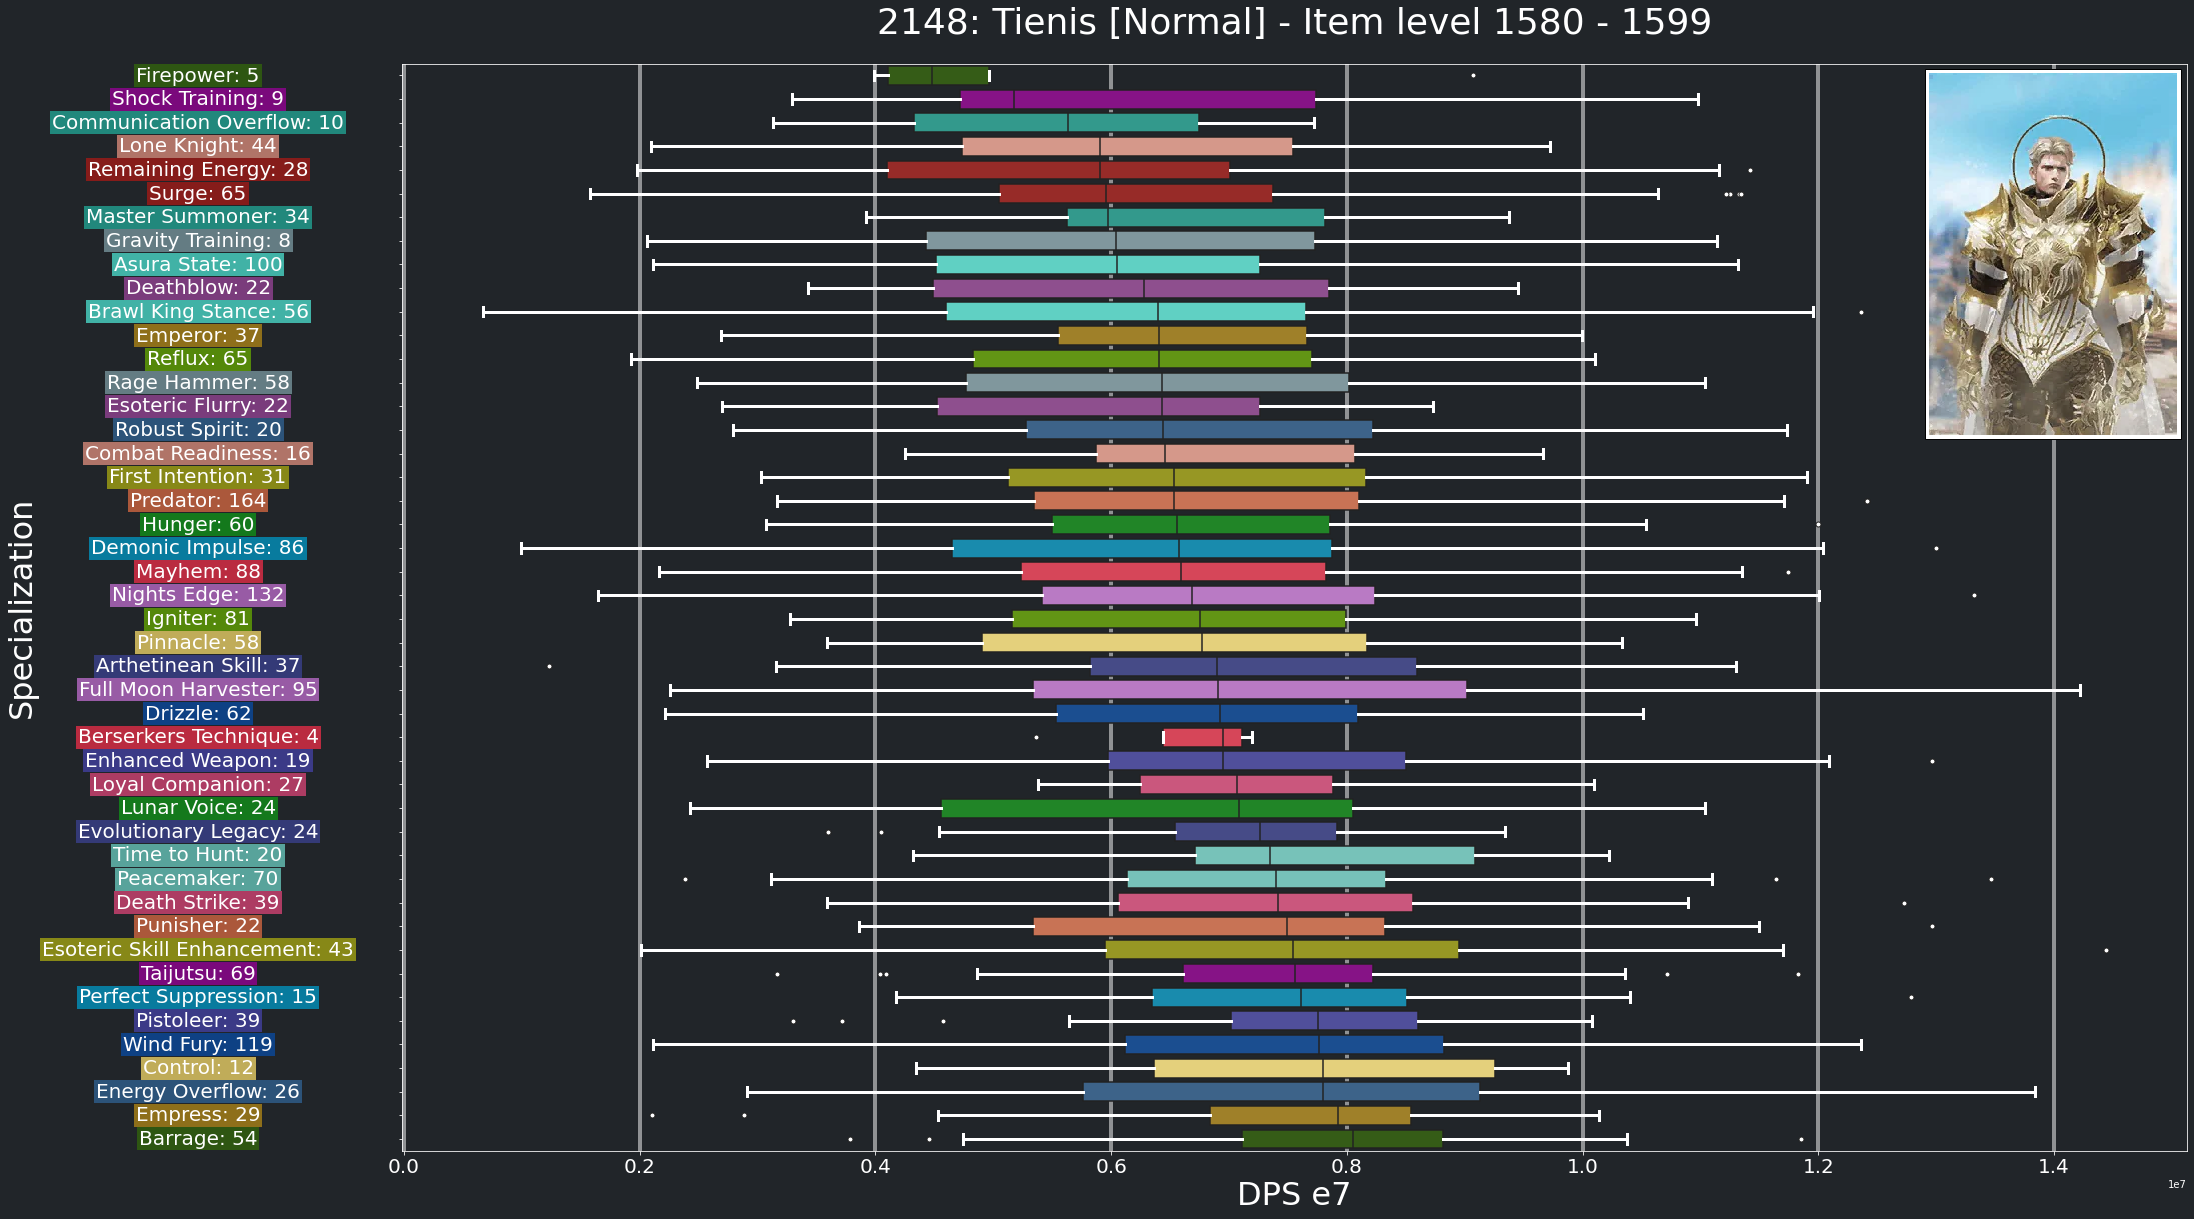 2148: Tienis [Normal] - Item level 1580 - 1599
Specialization
Firepower: 5
Shock Training: 9
Communication Overflow: 10
Lone Knight: 44
Remaining Energy: 28
Surge: 65
Master Summoner: 34
Gravity Training: 8
Asura State: 100
Deathblow: 22
Brawl King Stance: 56
Emperor: 37
Reflux: 65
Rage Hammer: 58
Esoteric Flurry: 22
Robust Spirit: 20
Combat Readiness: 16
First Intention: 31
Predator: 164
Hunger: 60
Demonic Impulse: 86
Mayhem: 88
Nights Edge: 132
Igniter: 81
Pinnacle: 58
Arthetinean Skill: 37
Full Moon Harvester: 95
Drizzle: 62
Berserkers Technique: 4
Enhanced Weapon: 19
Loyal Companion: 27
Lunar Voice: 24
Evolutionary Legacy: 24
Time to Hunt: 20
Peacemaker: 70
Death Strike: 39
Punisher: 22
Esoteric Skill Enhancement: 43
Taijutsu: 69
Perfect Suppression: 15
Pistoleer: 39
Wind Fury: 119
Control: 12
Energy Overflow: 26
Empress: 29
Barrage: 54
0.0 0.2 0.4 0.6 0.8 1.0 1.2 1.4
DPS e7
1e7